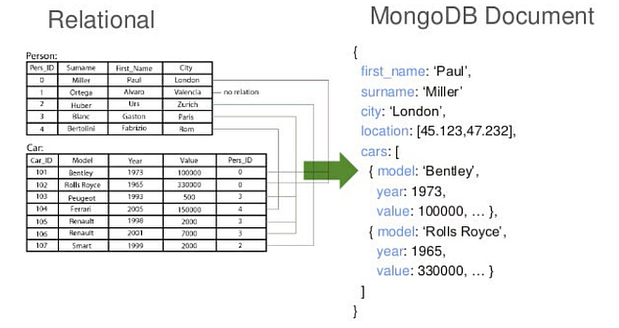 Relational
MongoDB Document
Person:
Pers_ID Surname First_Name City
0 Miller Paul London
1 Ortega Alvaro Valencia
no relation
2 Huber Urs Zurich
3 Blanc Gaston Paris
4 Bertolini Fabrizio Rom
Car:
Car_ID Model Year Value Pers_ID
101 Bentley 1973 100000 0
102 Rolls Royce 1965 330000 0
103 Peugeot 1993 500 3
104 Ferrari 2005 150000 4
105 Renault 1998 2000 3
106 Renault 2001 7000 3
107 Smart 1999 2000 2
{
first_name: ‘Paul’,
surname: ‘Miller’
city: ‘London’,
location: [45.123,47.232],
cars: [
{ model: ‘Bentley’,
year: 1973,
value: 100000, … },
{ model: ‘Rolls Royce’,
year: 1965,
value: 330000, … }
]
}